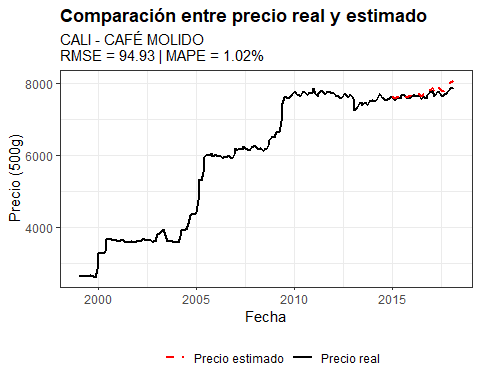 Comparación entre precio real y estimado
CALI - CAFÉ MOLIDO
RMSE = 94.93 | MAPE = 1.02%
Precio (500g)
8000
6000
4000
2000
2005
2010
2015
Fecha
Precio estimado
Precio real